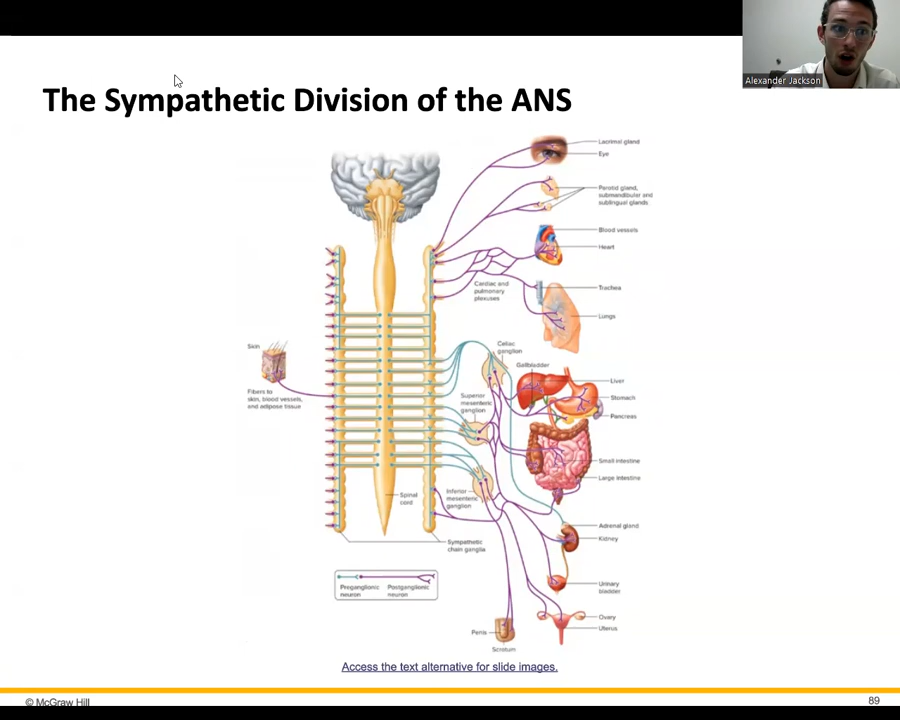 Alexander Jackson
The Sympathetic Division of the ANS
Lacrimal gland
Eye
Parotid gland,
submandibular and
sublingual glands
Blood vessels
Heart
Cardiac and
pulmonary
plexuses
Trachea
Lungs
Skin
Fibers to
skin, blood vessels,
and adipose tissue
Celiac
ganglion
Gallbladder
Liver
Stomach
Pancreas
Superior
mesenteric
ganglion
Small intestine
Large intestine
Spinal
cord
Inferior
mesenteric
ganglion
Adrenal gland
Kidney
Sympathetic
chain ganglia
Preganglionic
neuron
Postganglionic
neuron
Urinary
bladder
Ovary
Uterus
Penis
Scrotum
Access the text alternative for slide images.
© McGraw Hill
89